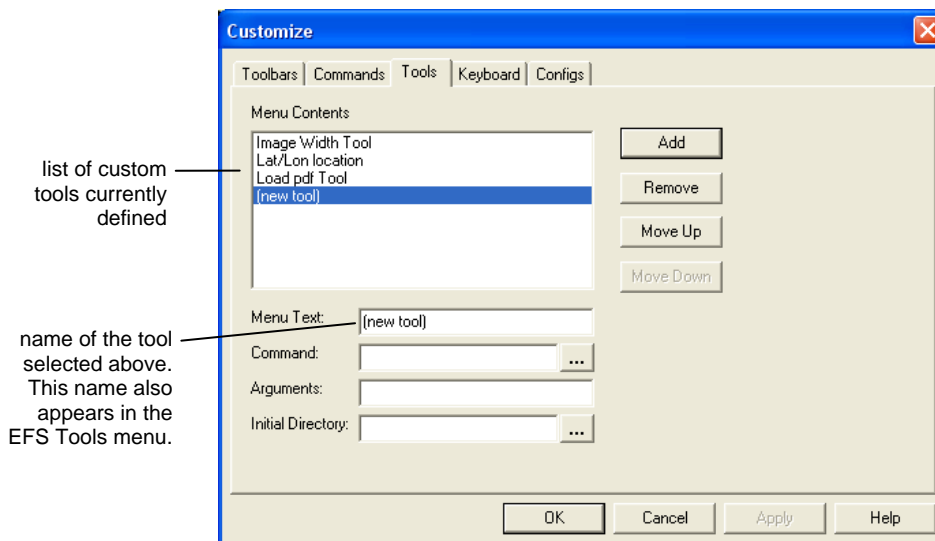 Customize
Toolbars Commands Tools Keyboard Configs
Menu Contents
Image Width Tool
Lat/Lon location
Load pdf Tool
(new tool)
Add
Remove
Move Up
Move Down
list of custom
tools currently
defined
Menu Text: (new tool)
Command: ...
Arguments:
Initial Directory: ...
name of the tool
selected above.
This name also
appears in the
EFS Tools menu.
OK Cancel Apply Help